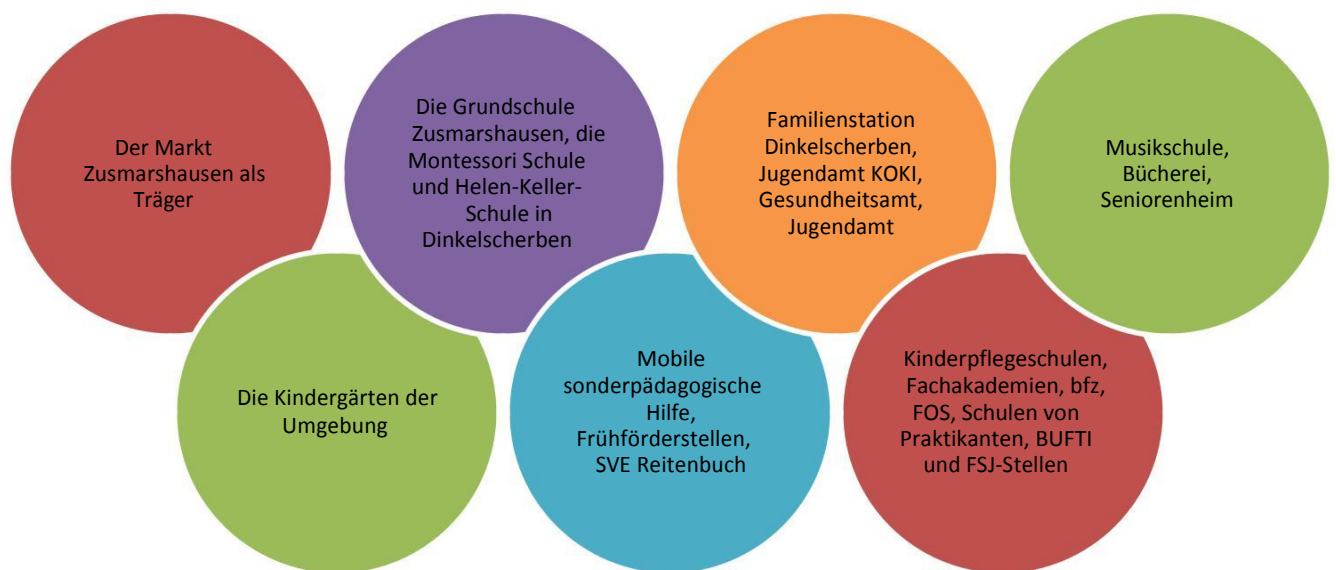 Der Markt
Zusmarshausen als
Träger
Die Grundschule
Zusmarshausen, die
Montessori Schule
und Helen-Keller-
Schule in
Dinkelscherben
Familienstation
Dinkelscherben,
Jugendamt KOKI,
Gesundheitsamt,
Jugendamt
Musikschule,
Bücherei,
Seniorenheim
Die Kindergärten der
Umgebung
Mobile
sonderpädagogische
Hilfe,
Frühförderstellen,
SVE Reitenbuch
Kinderpflegeschulen,
Fachakademien, bfz,
FOS, Schulen von
Praktikanten, BUFTI
und FSJ-Stellen